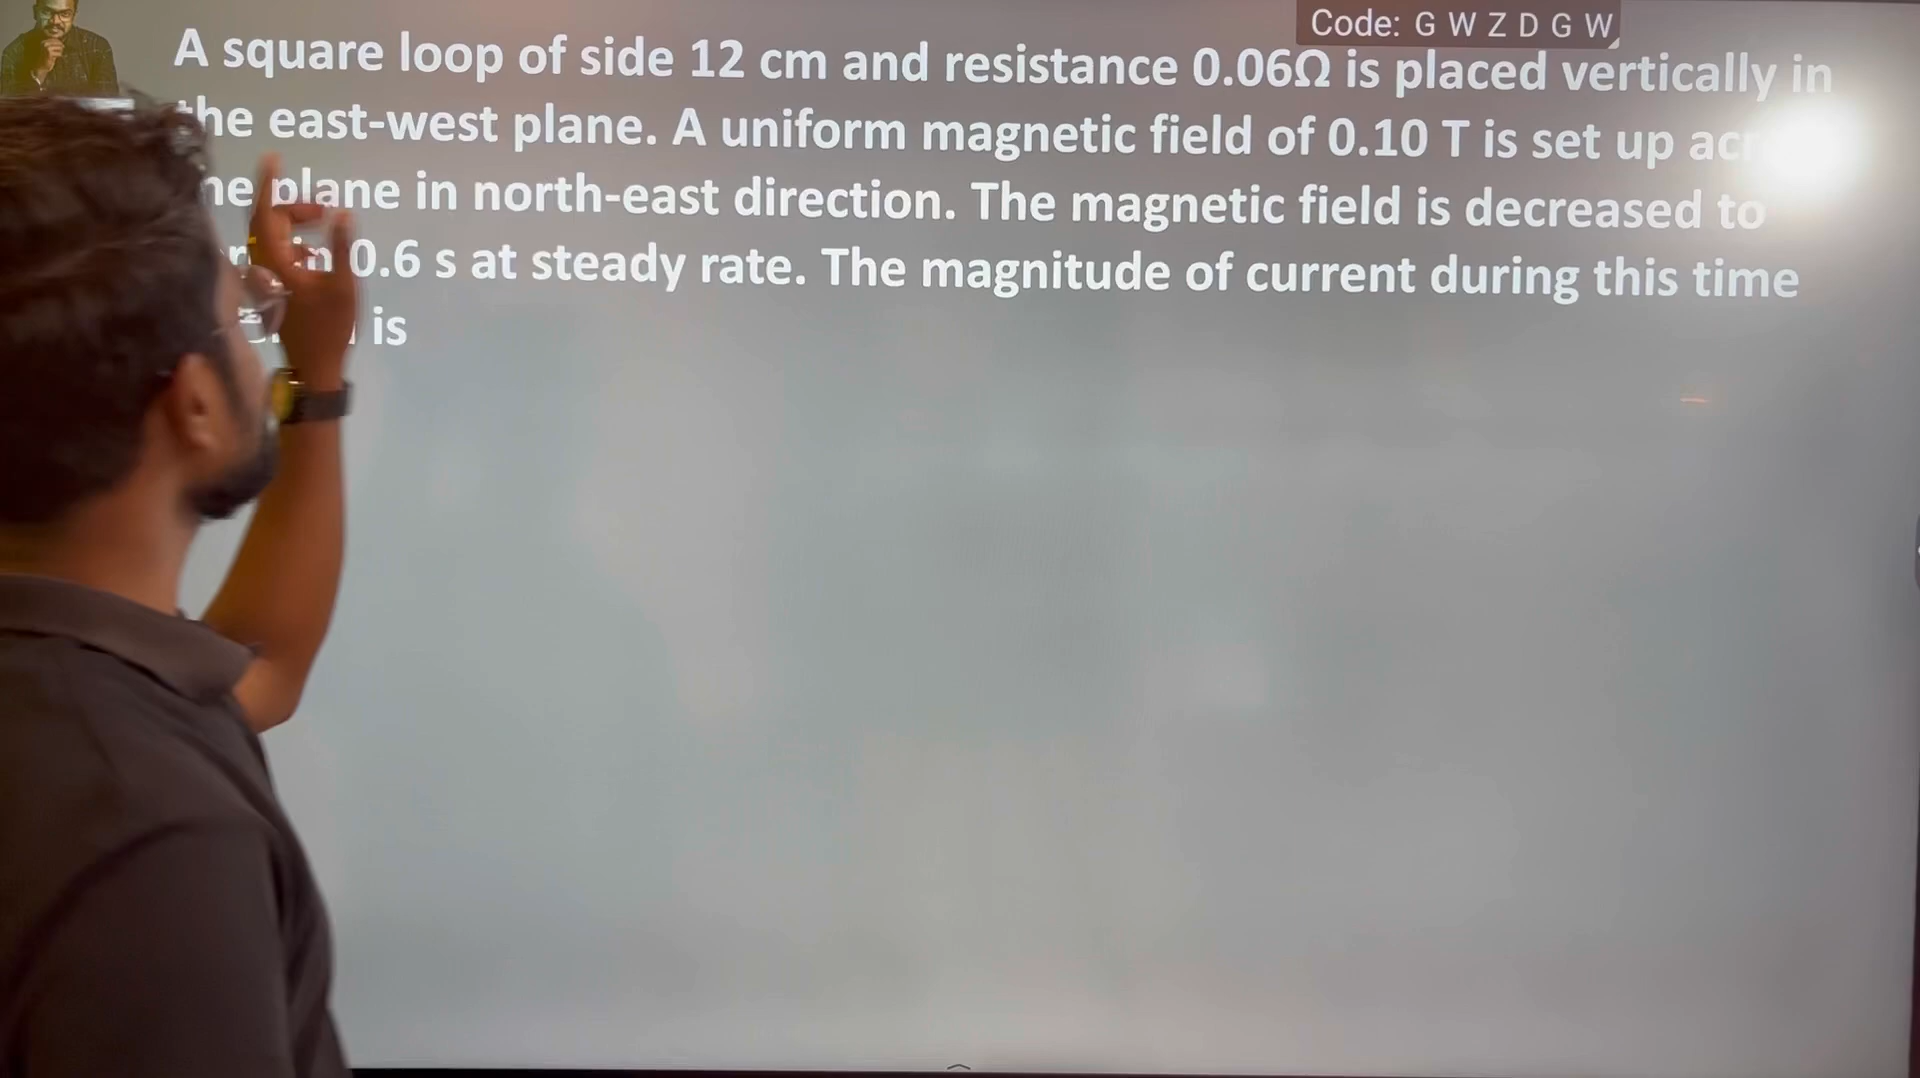 Code: G W Z D G W
A square loop of side 12 cm and resistance 0.06Ω is placed vertically in
the east-west plane. A uniform magnetic field of 0.10 T is set up
plane in north-east direction. The magnetic field is decreased to
in 0.6 s at steady rate. The magnitude of current during this time
is